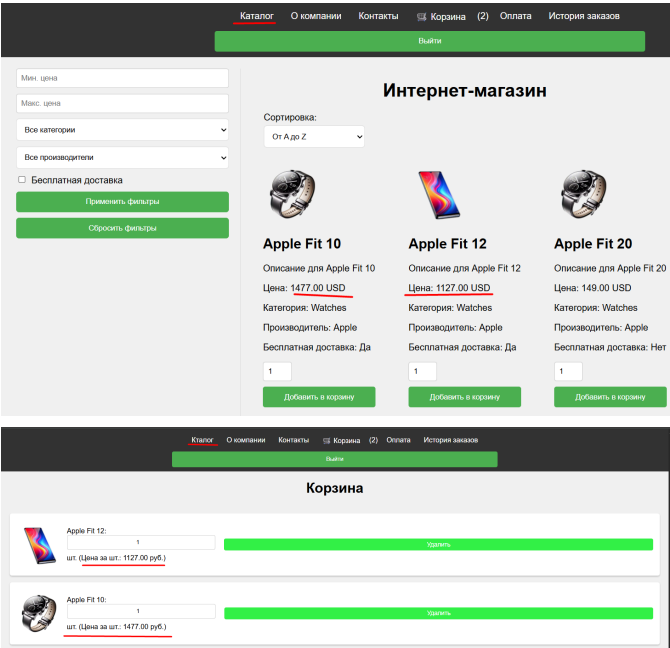 Каталог О компании Контакты Корзина (2) Оплата История заказов
Выйти
Мин. цена
Макс. цена
Все категории
Все производители
Бесплатная доставка
Применить фильтры
Сбросить фильтры
Интернет-магазин
Сортировка:
От А до Z
Apple Fit 10
Описание для Apple Fit 10
Цена: 1477.00 USD
Категория: Watches
Производитель: Apple
Бесплатная доставка: Да
1
Добавить в корзину
Apple Fit 12
Описание для Apple Fit 12
Цена: 1127.00 USD
Категория: Watches
Производитель: Apple
Бесплатная доставка: Да
1
Добавить в корзину
Apple Fit 20
Описание для Apple Fit 20
Цена: 149.00 USD
Категория: Watches
Производитель: Apple
Бесплатная доставка: Нет
1
Добавить в корзину
Кталог О компании Контакты Корзина (2) Оплата История заказов
Выйти
Корзина
Apple Fit 12:
1
шт. (Цена за шт.: 1127.00 руб.)
Удалить
Apple Fit 10:
1
шт. (Цена за шт.: 1477.00 руб.)
Удалить